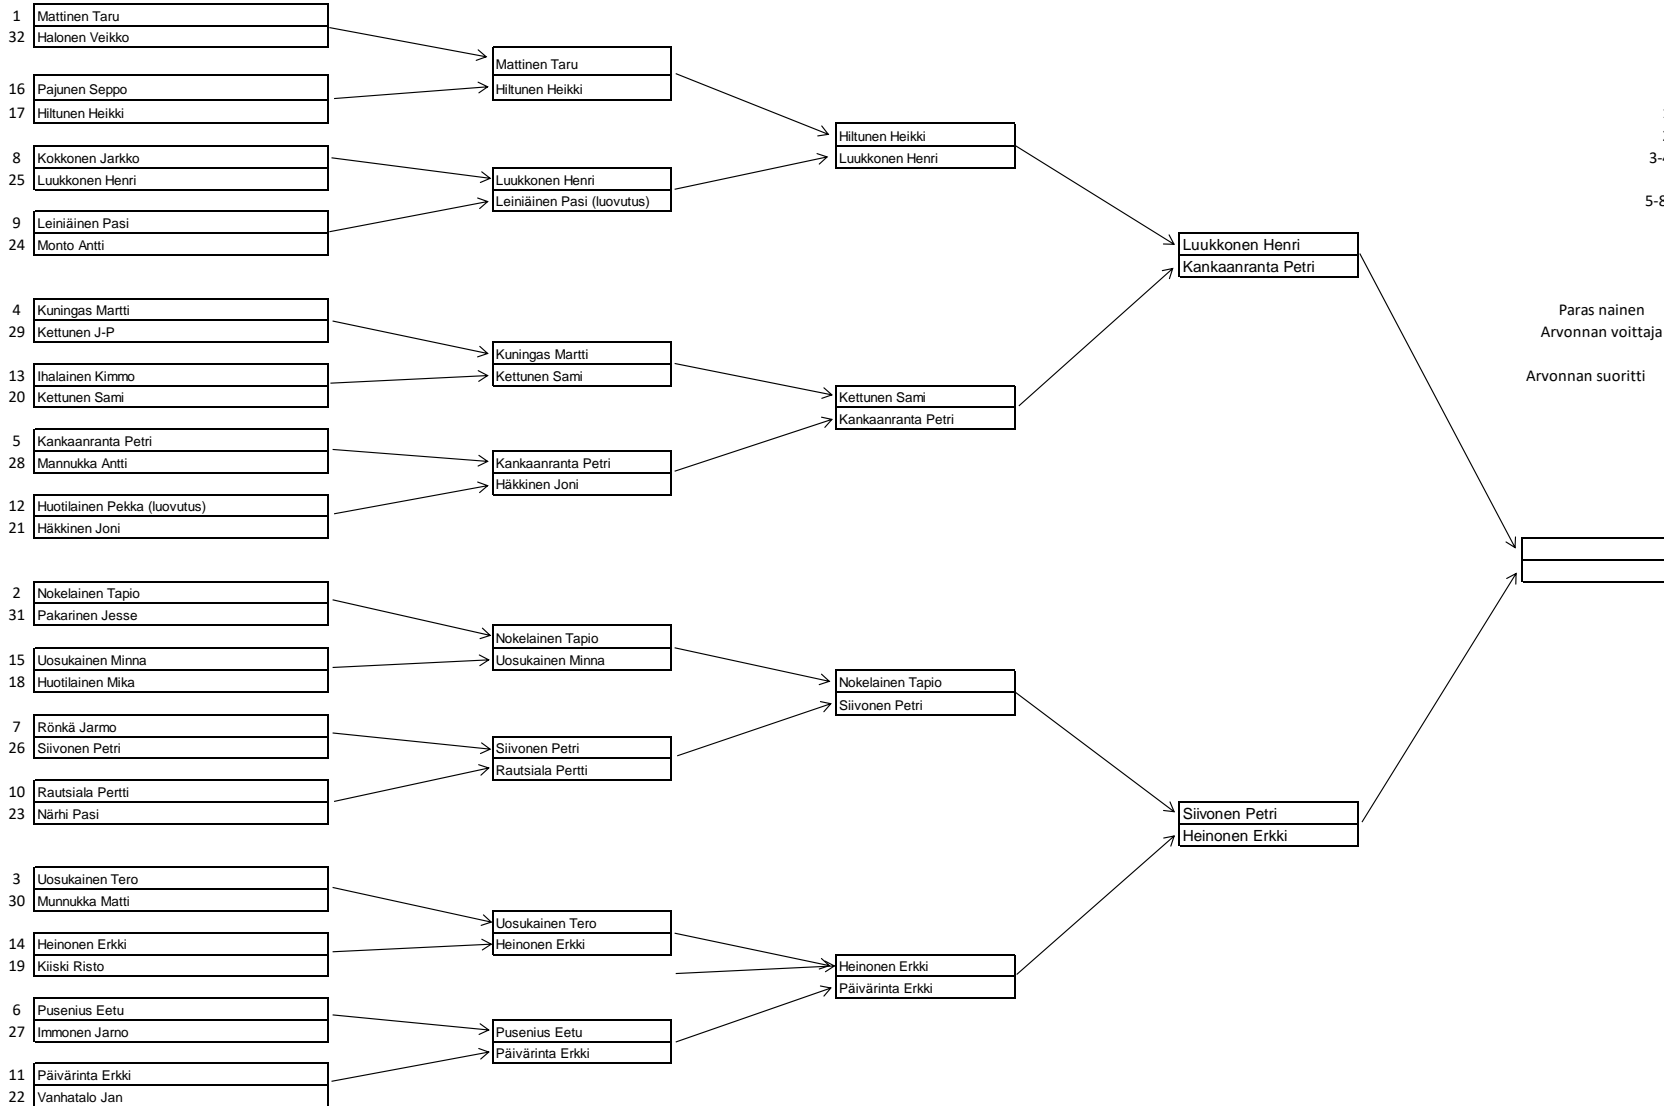 1 Mattinen Taru
32 Halonen Veikko
16 Pajunen Seppo
17 Hiltunen Heikki
8 Kokkonen Jarkko
25 Luukkonen Henri
9 Leiniäinen Pasi
24 Monto Antti
4 Kuningas Martti
29 Kettunen J-P
13 Ihalainen Kimmo
20 Kettunen Sami
5 Kankaanranta Petri
28 Mannukka Antti
12 Huotilainen Pekka (luovutus)
21 Häkkinen Joni
2 Nokelainen Tapio
31 Pakarinen Jesse
15 Uosukainen Minna
18 Huotilainen Mika
7 Rönkä Jarmo
26 Siivonen Petri
10 Rautsiala Pertti
23 Närhi Pasi
3 Uosukainen Tero
30 Munnukka Matti
14 Heinonen Erkki
19 Kiiski Risto
6 Pusenius Eetu
27 Immonen Jarno
11 Päivärinta Erkki
22 Vanhatalo Jan
Mattinen Taru
Hiltunen Heikki
Luukkonen Henri
Leiniäinen Pasi (luovutus)
Kuningas Martti
Kettunen Sami
Kankaanranta Petri
Häkkinen Joni
Nokelainen Tapio
Uosukainen Minna
Siivonen Petri
Rautsiala Pertti
Uosukainen Tero
Heinonen Erkki
Pusenius Eetu
Päivärinta Erkki
Hiltunen Heikki
Luukkonen Henri
Kettunen Sami
Kankaanranta Petri
Nokelainen Tapio
Siivonen Petri
Heinonen Erkki
Päivärinta Erkki
Luukkonen Henri
Kankaanranta Petri
Siivonen Petri
Heinonen Erkki
5-8
Paras nainen
Arvonnan voittaja
Arvonnan suoritti